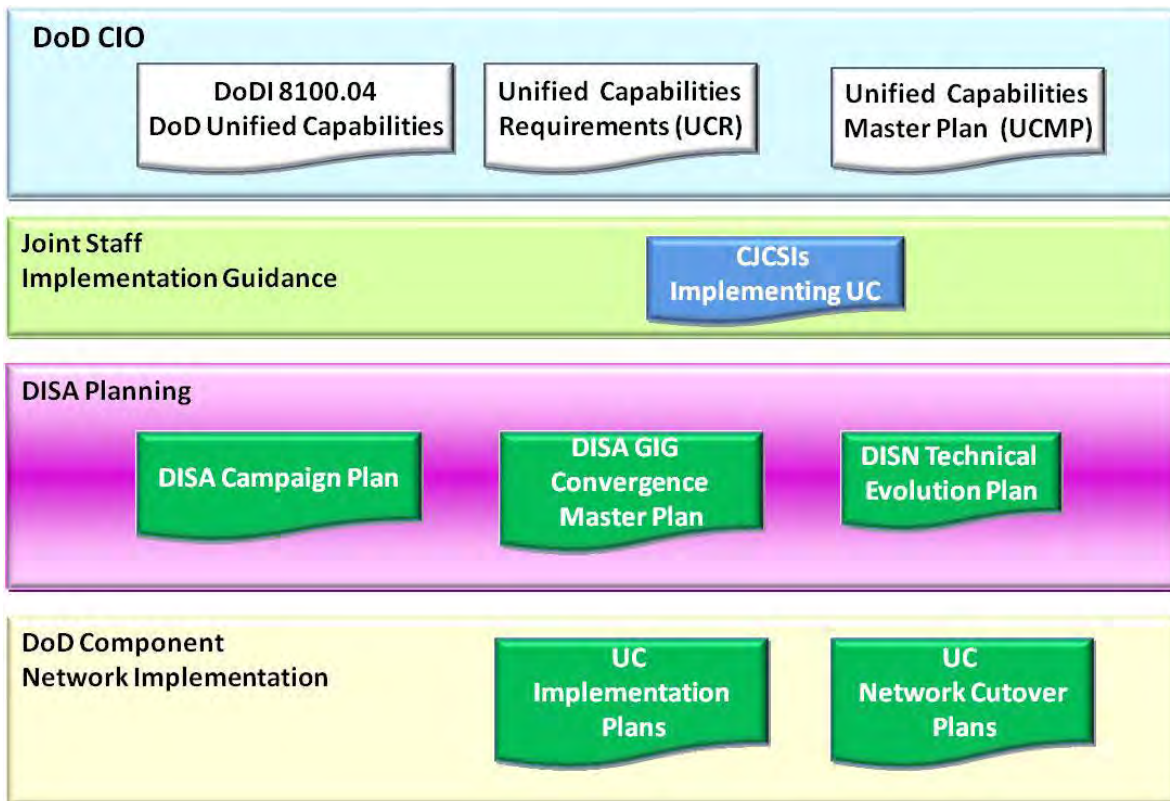 DoD CIO
DoDI 8100.04
DoD Unified Capabilities
Unified Capabilities
Requirements (UCR)
Unified Capabilities
Master Plan (UCMP)
Joint Staff
Implementation Guidance
CJCSIs
Implementing UC
DISA Planning
DISA Campaign Plan
DISA GIG
Convergence
Master Plan
DISN Technical
Evolution Plan
DoD Component
Network Implementation
UC
Implementation
Plans
UC
Network Cutover
Plans